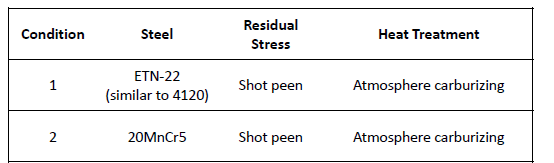 Condition Steel Residual Stress Heat Treatment
1 ETN-22 (similar to 4120) Shot peen Atmosphere carburizing
2 20MnCr5 Shot peen Atmosphere carburizing